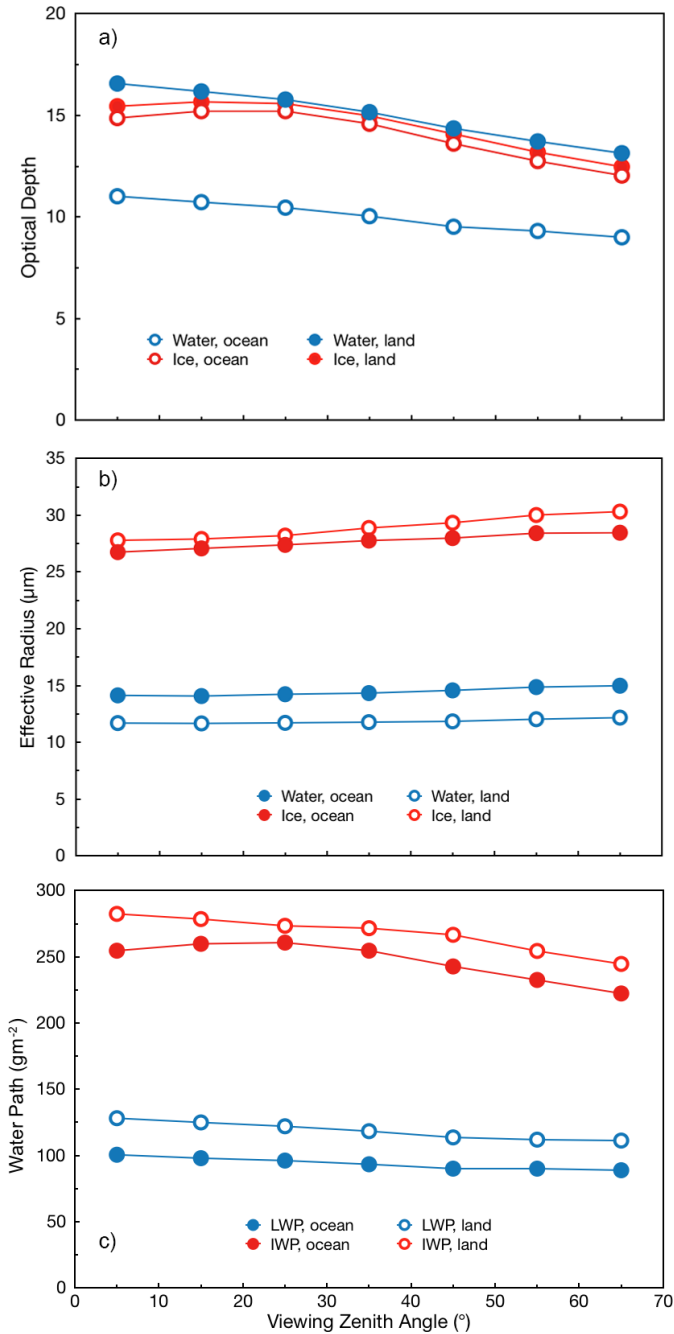 20
a)
15
10
Optical Depth
Water, ocean Water, land
5
Ice, ocean Ice, land
0
35
b)
30
25
20
Effective Radius (μm)
15
10
Water, ocean Water, land
5
Ice, ocean Ice, land
0
300
250
200
150
Water Path (gm-2)
100
50
LWP, ocean LWP, land
IWP, ocean IWP, land
c)
0
0 10 20 30 40 50 60 70
Viewing Zenith Angle (°)